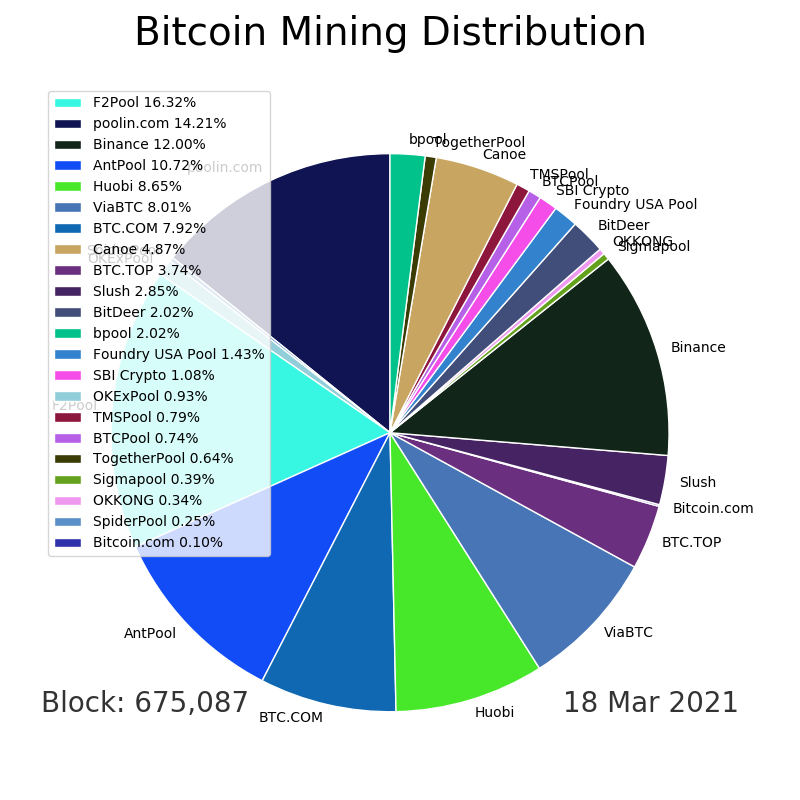 Bitcoin Mining Distribution
F2Pool 16.32%
poolin.com 14.21%
Binance 12.00%
AntPool 10.72%
Huobi 8.65%
ViaBTC 8.01%
BTC.COM 7.92%
Canoe 4.87%
BTC.TOP 3.74%
Slush 2.85%
BitDeer 2.02%
bpool 2.02%
Foundry USA Pool 1.43%
SBI Crypto 1.08%
OKExPool 0.93%
TMSPool 0.79%
BTCPool 0.74%
TogetherPool 0.64%
Sigmapool 0.39%
OKKONG 0.34%
SpiderPool 0.25%
Bitcoin.com 0.10%
bpool
TogetherPool
Canoe
TMSPool
BTCPool
SBI Crypto
Foundry USA Pool
BitDeer
OKKONG
Sigmapool
Binance
Slush
Bitcoin.com
BTC.TOP
ViaBTC
Huobi
BTC.COM
AntPool
F2Pool
OKExPool
poolin.com
Block: 675,087
18 Mar 2021